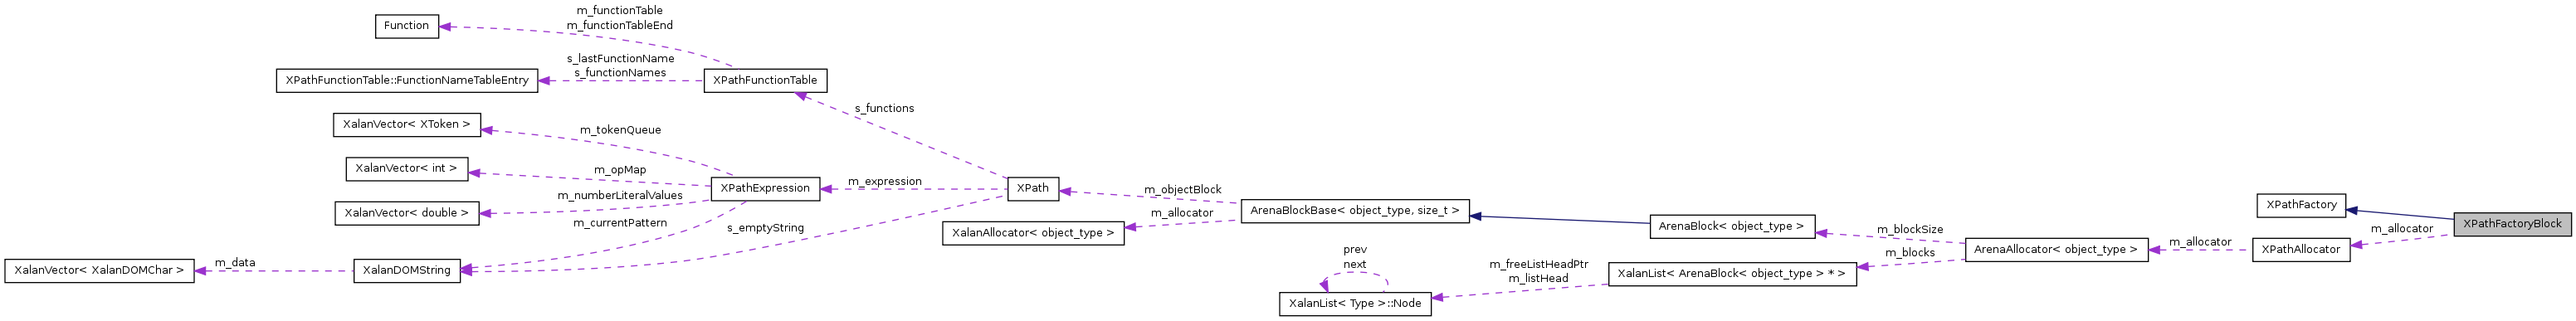 m_functionTable
m_functionTableEnd
Function
s_lastFunctionName
s_functionNames
XPathFunctionTable::FunctionNameTableEntry
XPathFunctionTable
s_functions
XalanVector< XToken >
m_tokenQueue
XalanVector< int >
m_opMap
XPathExpression
m_expression
XPath
m_numberLiteralValues
XalanVector< double >
m_currentPattern
s_emptyString
XalanVector< XalanDOMChar >
m_data
XalanDOMString
m_objectBlock
m_allocator
XalanAllocator< object_type >
ArenaBlockBase< object_type, size_t >
ArenaBlock< object_type >
prev
next
XalanList< Type >::Node
m_freeListHeadPtr
m_listHead
XalanList< ArenaBlock< object_type > * >
m_blockSize
m_blocks
ArenaAllocator< object_type >
m_allocator
XPathAllocator
XPathFactory
m_allocator
XPathFactoryBlock